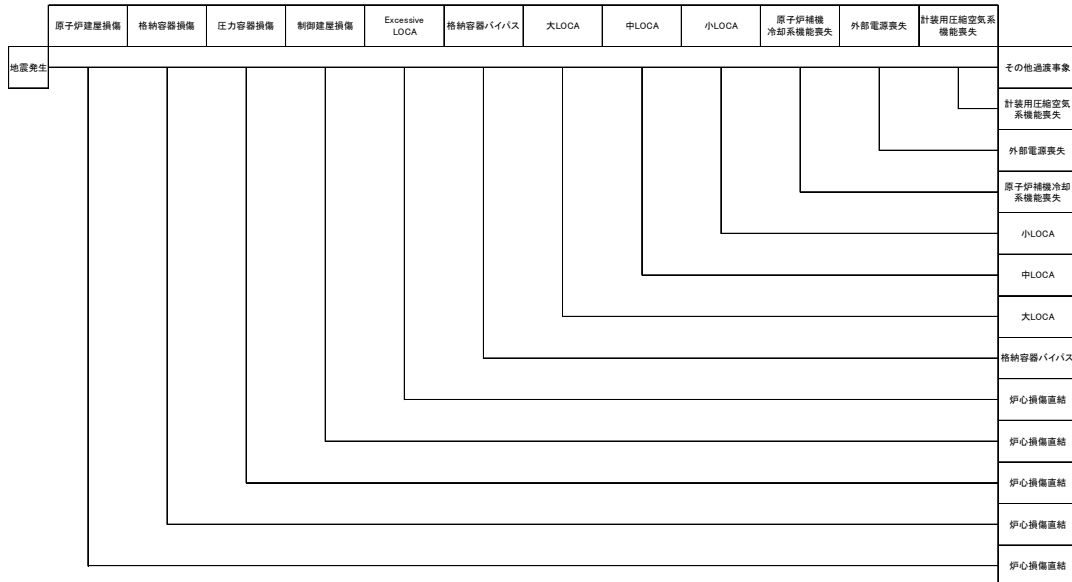 原子炉建屋損傷
格納容器損傷
圧力容器損傷
制御建屋損傷
Excessive
LOCA
格納容器バイパス
大LOCA
中LOCA
小LOCA
原子炉補機
冷却系機能喪失
外部電源喪失
計装用圧縮空気系
機能喪失
地震発生
その他過渡事象
計装用圧縮空気
系機能喪失
外部電源喪失
原子炉補機冷却
系機能喪失
小LOCA
中LOCA
大LOCA
格納容器バイパス
炉心損傷直結
炉心損傷直結
炉心損傷直結
炉心損傷直結
炉心損傷直結